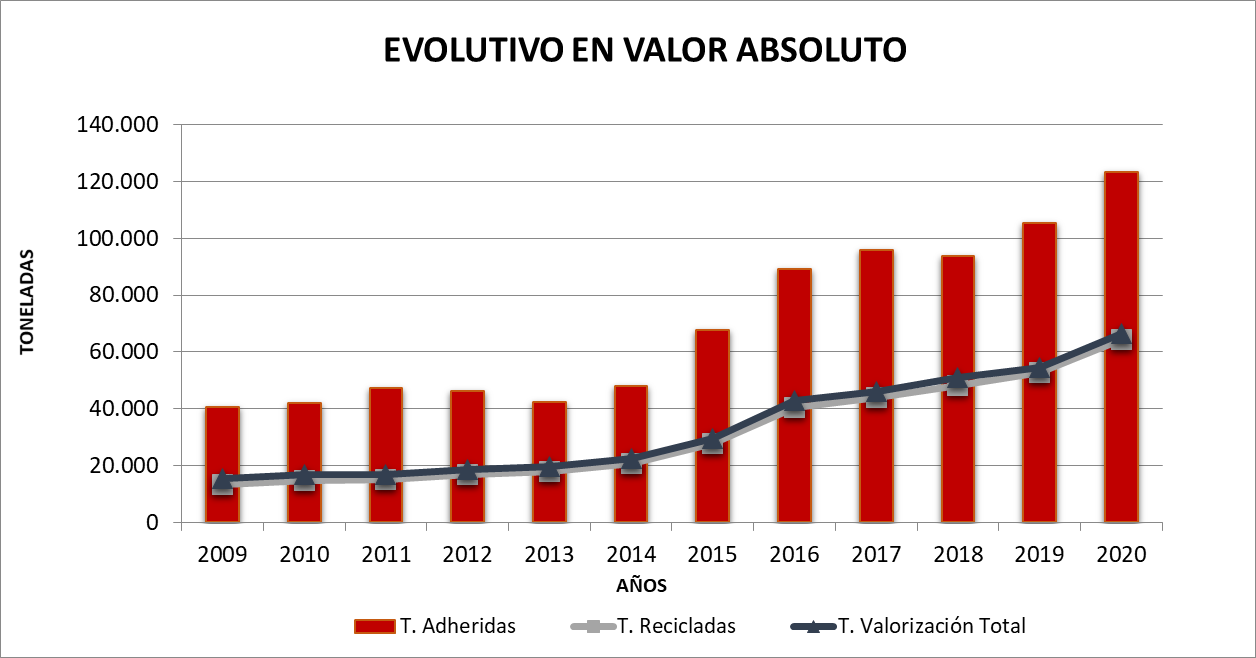 EVOLUTIVO EN VALOR ABSOLUTO
140.000
120.000
100.000
80.000
60.000
40.000
20.000
0
TONELADAS
2009 2010 2011 2012 2013 2014 2015 2016 2017 2018 2019 2020
AÑOS
T. Adheridas T. Recicladas T. Valorización Total